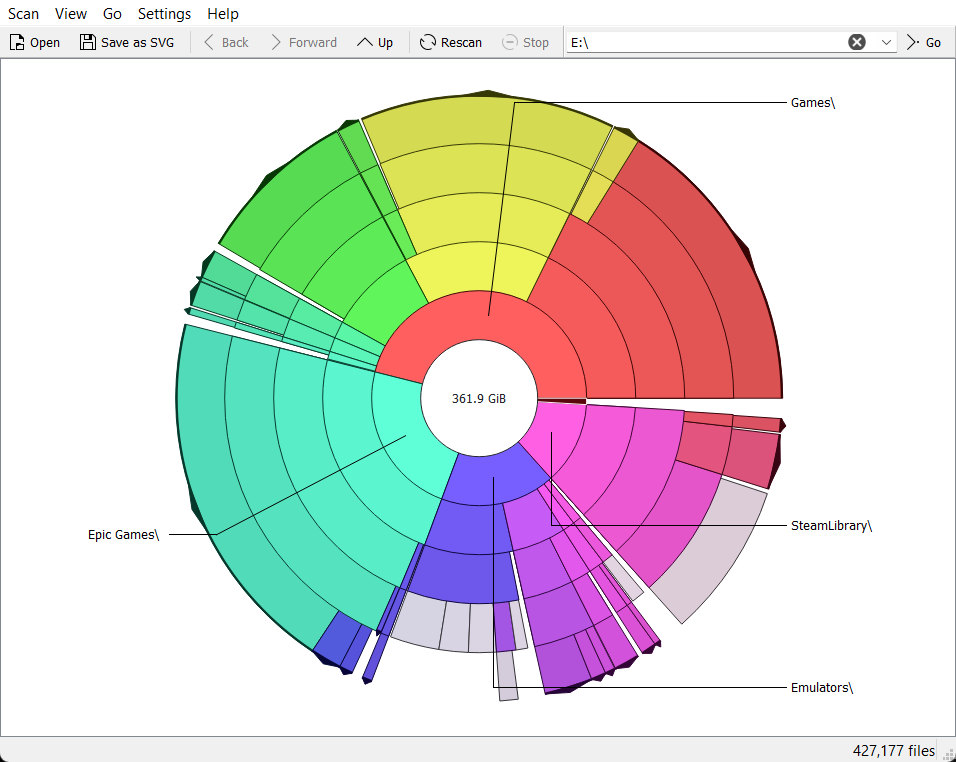 Scan View Go Settings Help
Open Save as SVG Back Forward Up Rescan Stop E:\ Go
Games\
361.9 GiB
SteamLibrary\
Epic Games\
Emulators\
427,177 files